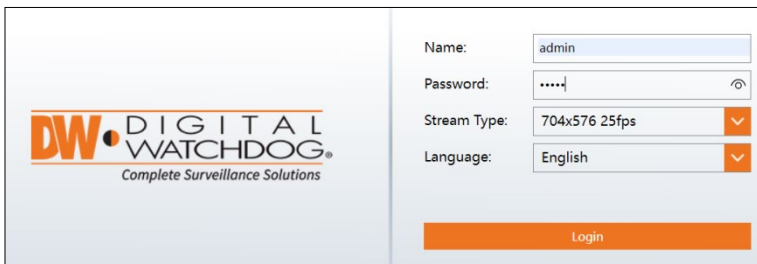 DW DIGITAL
WATCHDOG®
Complete Surveillance Solutions
Name: admin
Password: •••••
Stream Type: 704x576 25fps
Language: English
Login